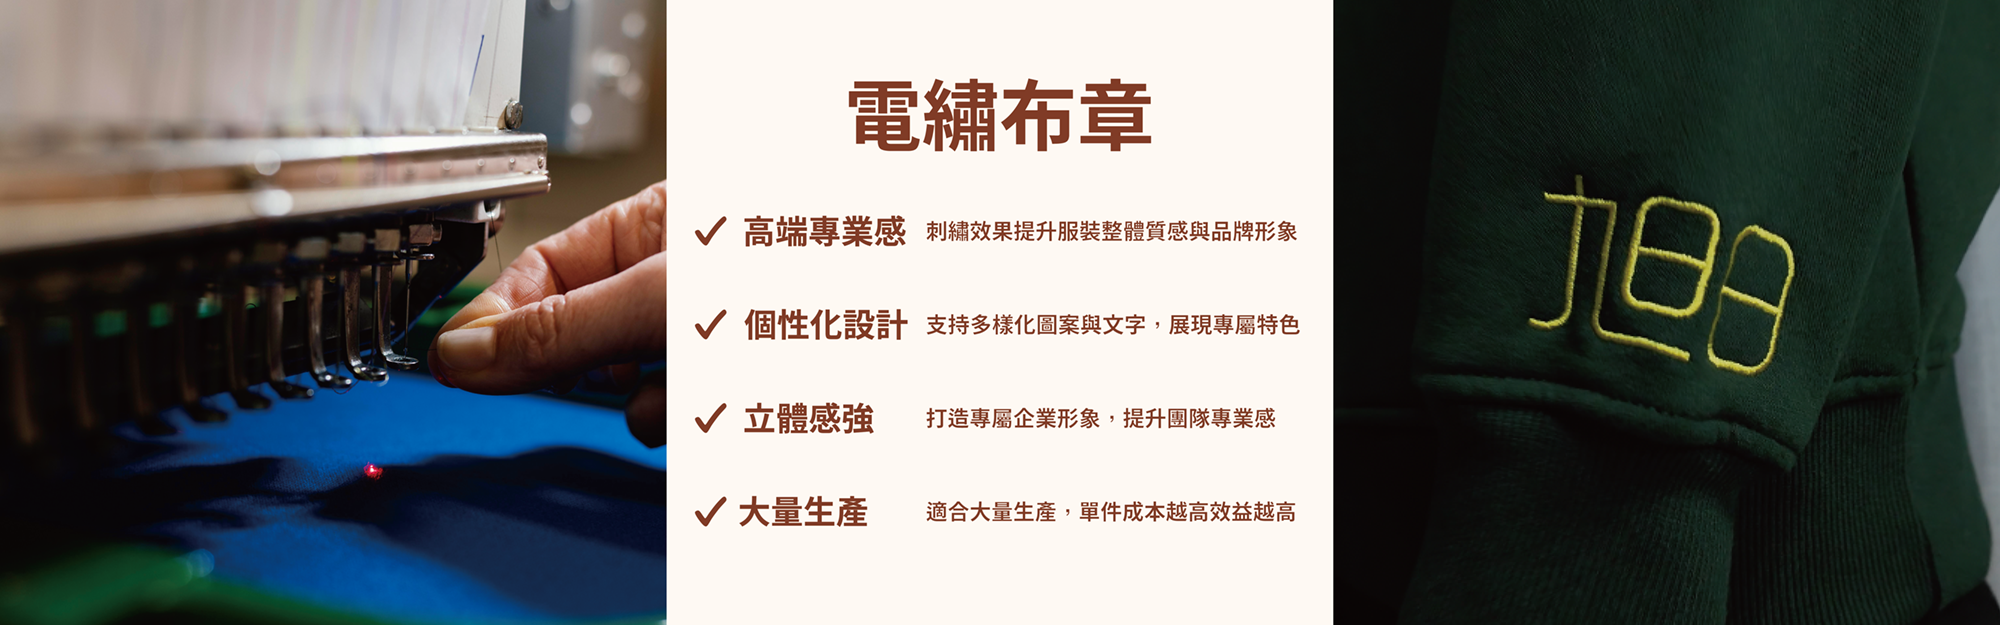 電繡布章
高端專業感 刺繡效果提升服裝整體質感與品牌形象
個性化設計 支持多樣化圖案與文字，展現專屬特色
立體感強 打造專屬企業形象，提升團隊專業感
大量生產 適合大量生產，單件成本越高效益越高
旭日